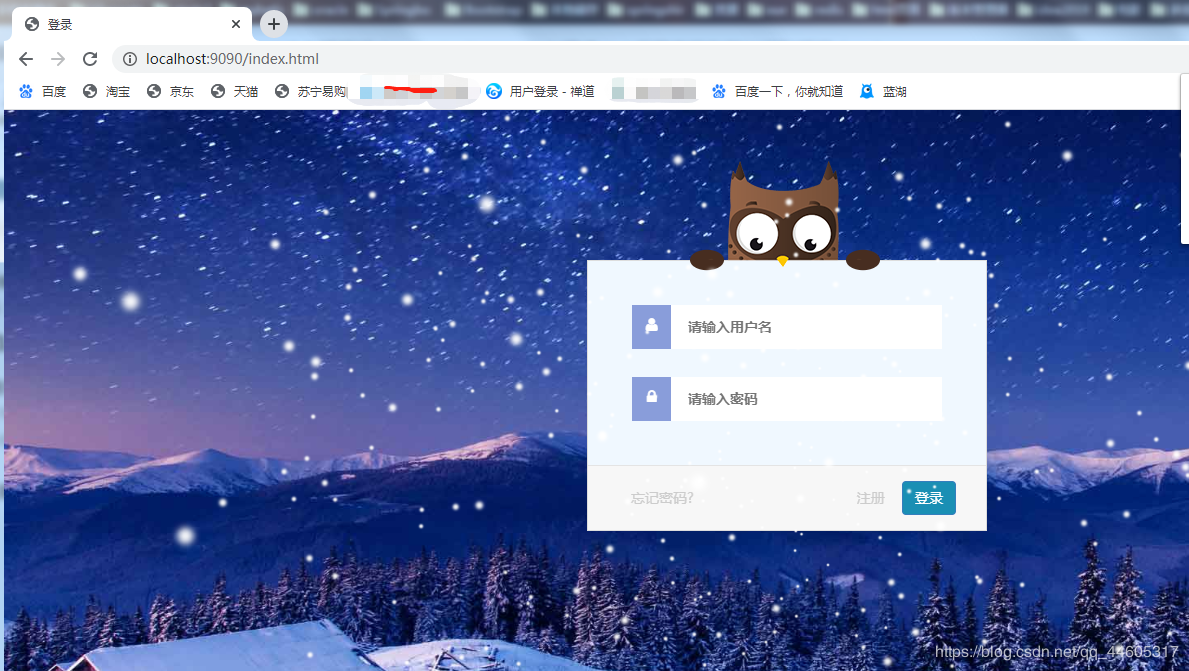 登录
localhost:9090/index.html
百度 淘宝 京东 天猫 苏宁易购 用户登录 - 禅道 百度一下，你就知道 蓝湖
请输入用户名
请输入密码
忘记密码? 注册 登录
https://blog.csdn.net/qq_44605317